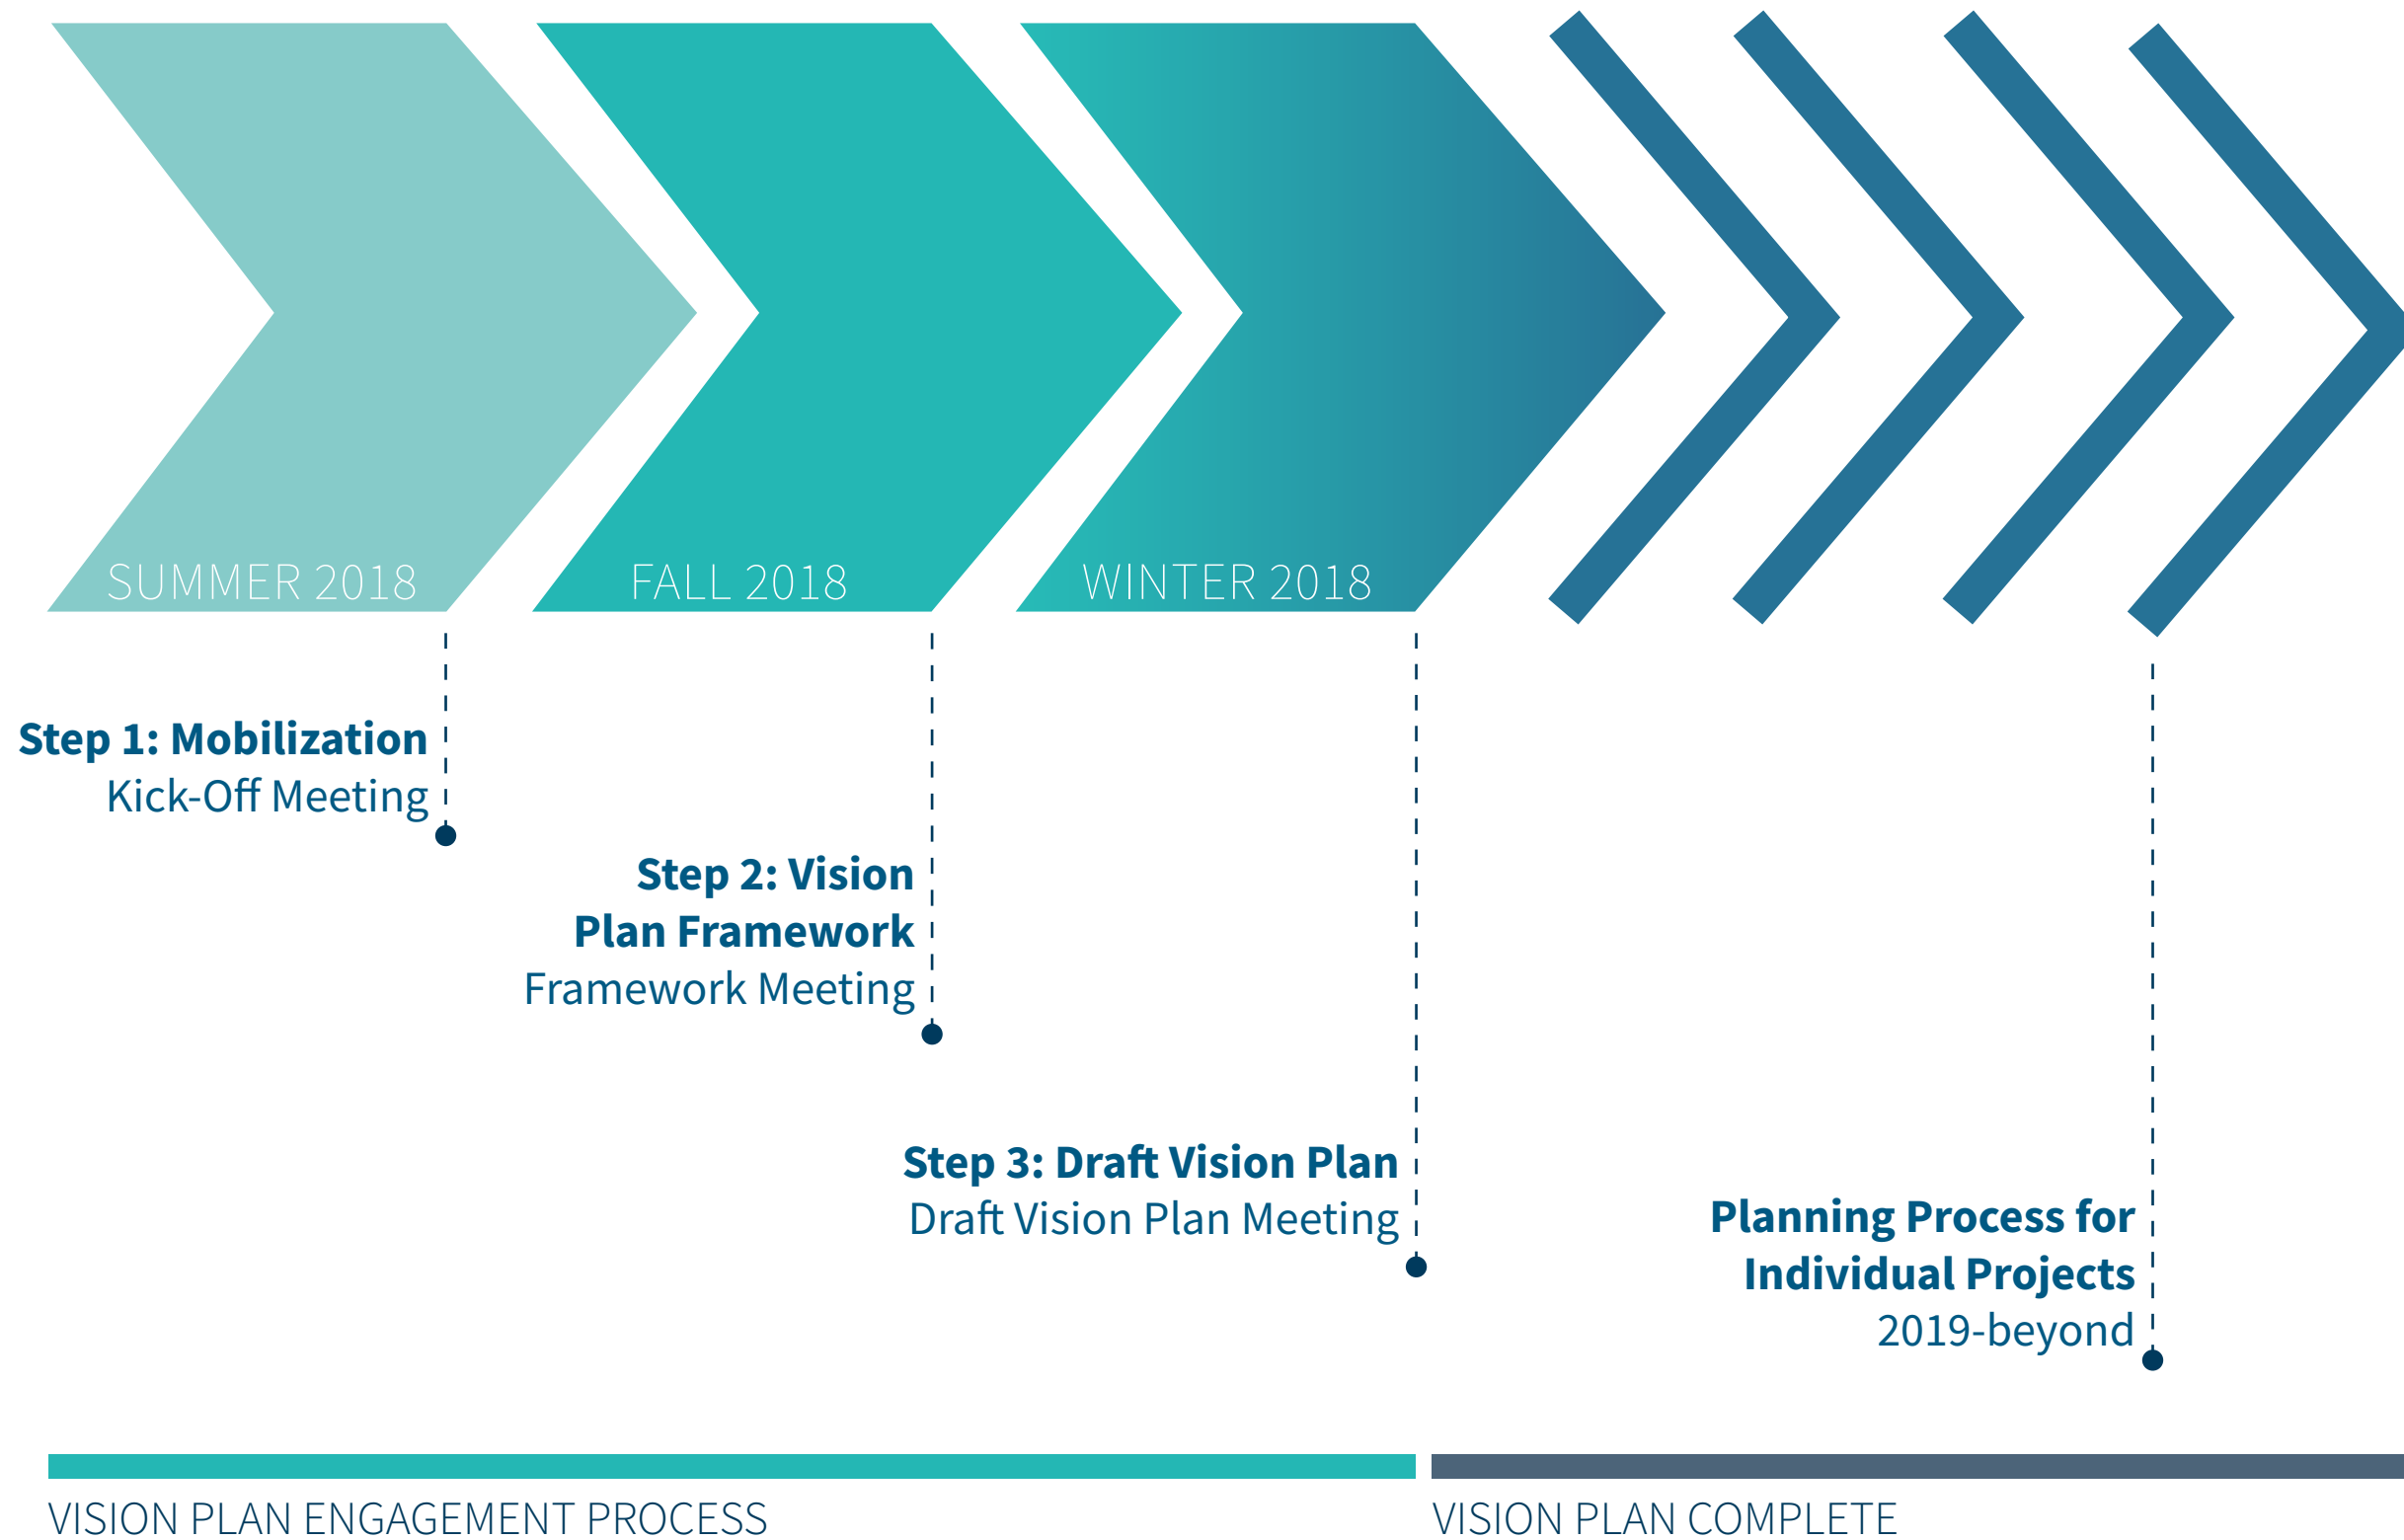 SUMMER 2018
FALL 2018
WINTER 2018
Step 1: Mobilization
Kick-Off Meeting
Step 2: Vision
Plan Framework
Framework Meeting
Step 3: Draft Vision Plan
Draft Vision Plan Meeting
Planning Process for
Individual Projects
2019-beyond
VISION PLAN ENGAGEMENT PROCESS
VISION PLAN COMPLETE